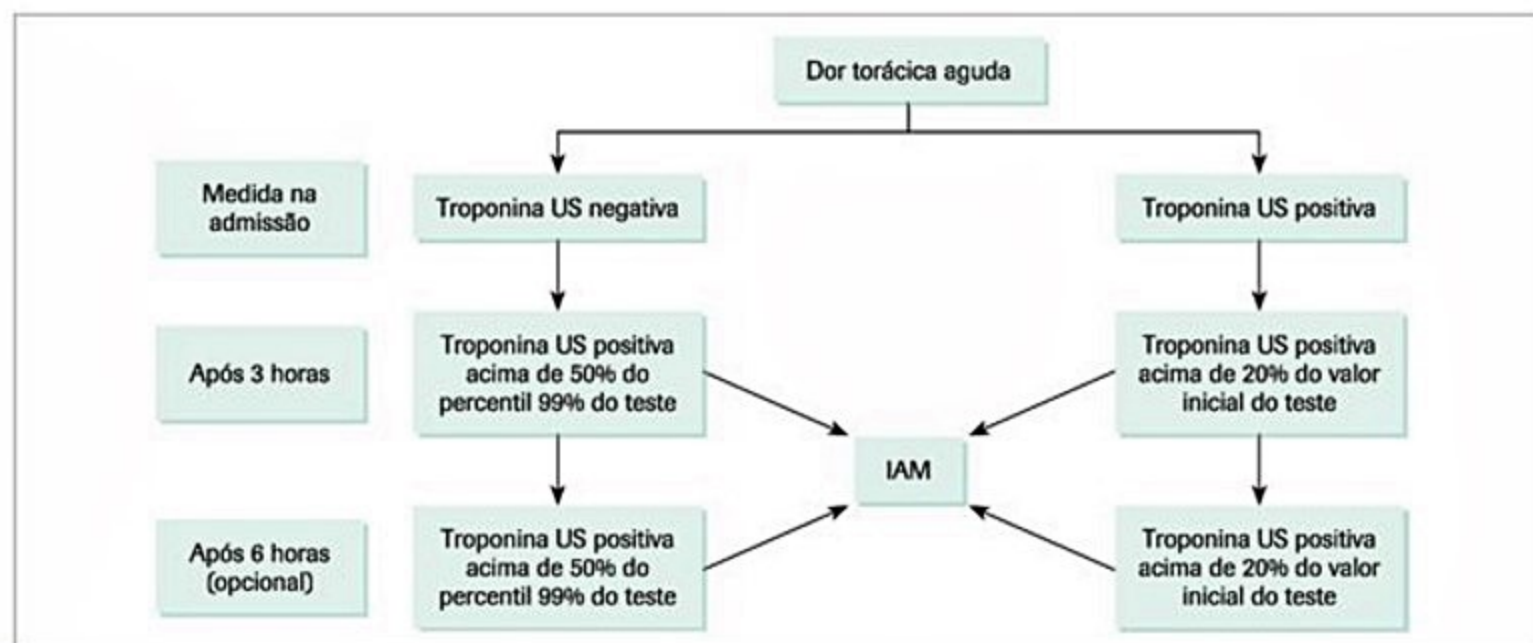 Dor torácica aguda
Medida na
admissão
Troponina US negativa
Troponina US positiva
Após 3 horas
Troponina US positiva
acima de 50% do
percentil 99% do teste
Troponina US positiva
acima de 20% do valor
inicial do teste
IAM
Após 6 horas
(opcional)
Troponina US positiva
acima de 50% do
percentil 99% do teste
Troponina US positiva
acima de 20% do valor
inicial do teste